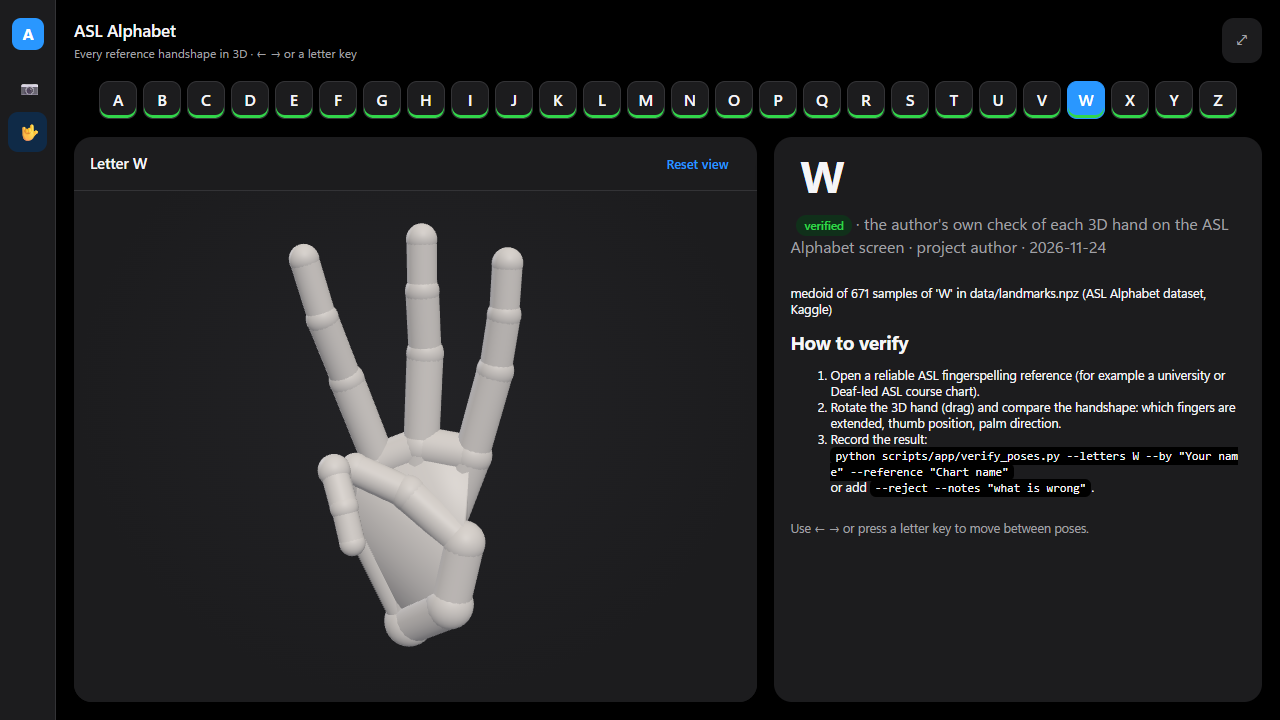 A
ASL Alphabet
Every reference handshape in 3D · ← → or a letter key
A B C D E F G H I J K L M N O P Q R S T U V W X Y Z
Letter W
Reset view
W
verified · the author's own check of each 3D hand on the ASL
Alphabet screen · project author · 2026-11-24
medoid of 671 samples of 'W' in data/landmarks.npz (ASL Alphabet dataset,
Kaggle)
How to verify
1. Open a reliable ASL fingerspelling reference (for example a university or
Deaf-led ASL course chart).
2. Rotate the 3D hand (drag) and compare the handshape: which fingers are
extended, thumb position, palm direction.
3. Record the result:
python scripts/app/verify_poses.py --letters W --by "Your nam
e" --reference "Chart name"
or add --reject --notes "what is wrong" .
Use ← → or press a letter key to move between poses.